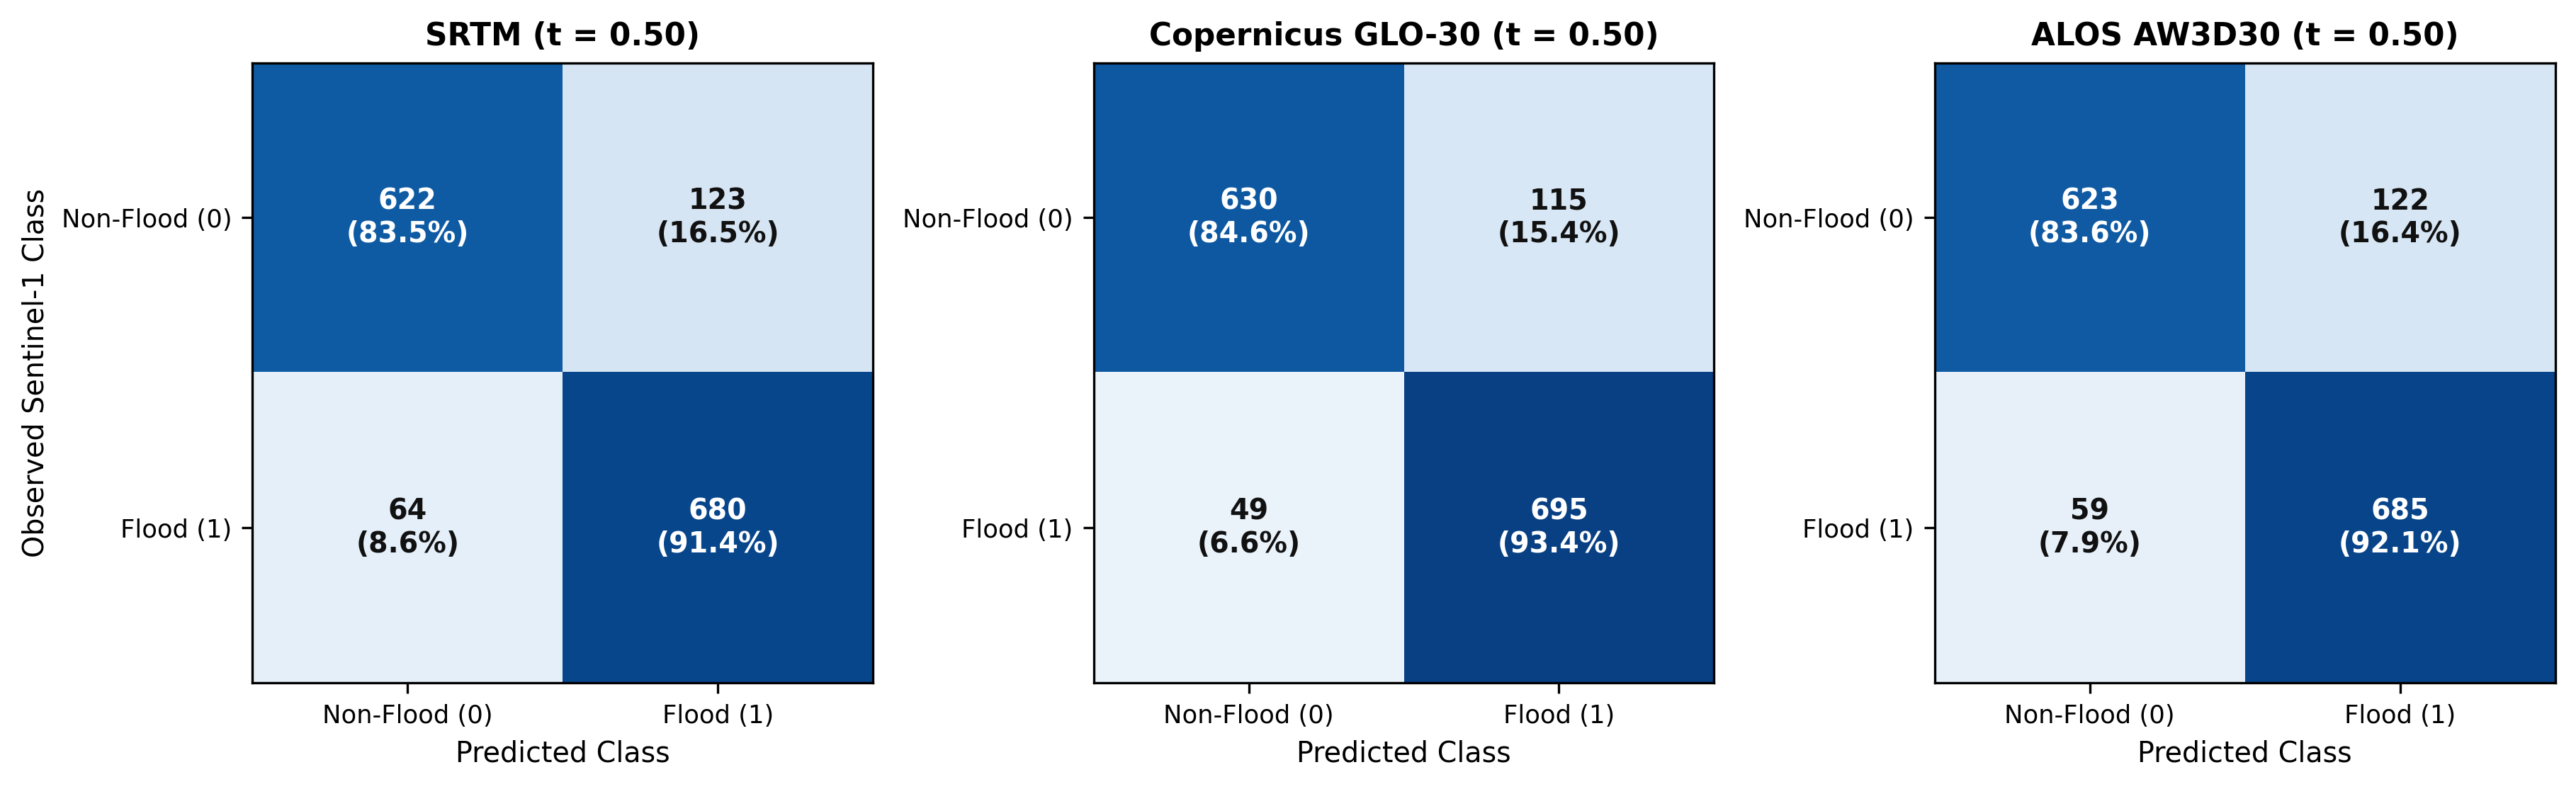 SRTM (t = 0.50)
Observed Sentinel-1 Class
Non-Flood (0)
Flood (1)
622
(83.5%)
123
(16.5%)
64
(8.6%)
680
(91.4%)
Non-Flood (0)
Flood (1)
Predicted Class
Copernicus GLO-30 (t = 0.50)
Non-Flood (0)
Flood (1)
630
(84.6%)
115
(15.4%)
49
(6.6%)
695
(93.4%)
Non-Flood (0)
Flood (1)
Predicted Class
ALOS AW3D30 (t = 0.50)
Non-Flood (0)
Flood (1)
623
(83.6%)
122
(16.4%)
59
(7.9%)
685
(92.1%)
Non-Flood (0)
Flood (1)
Predicted Class